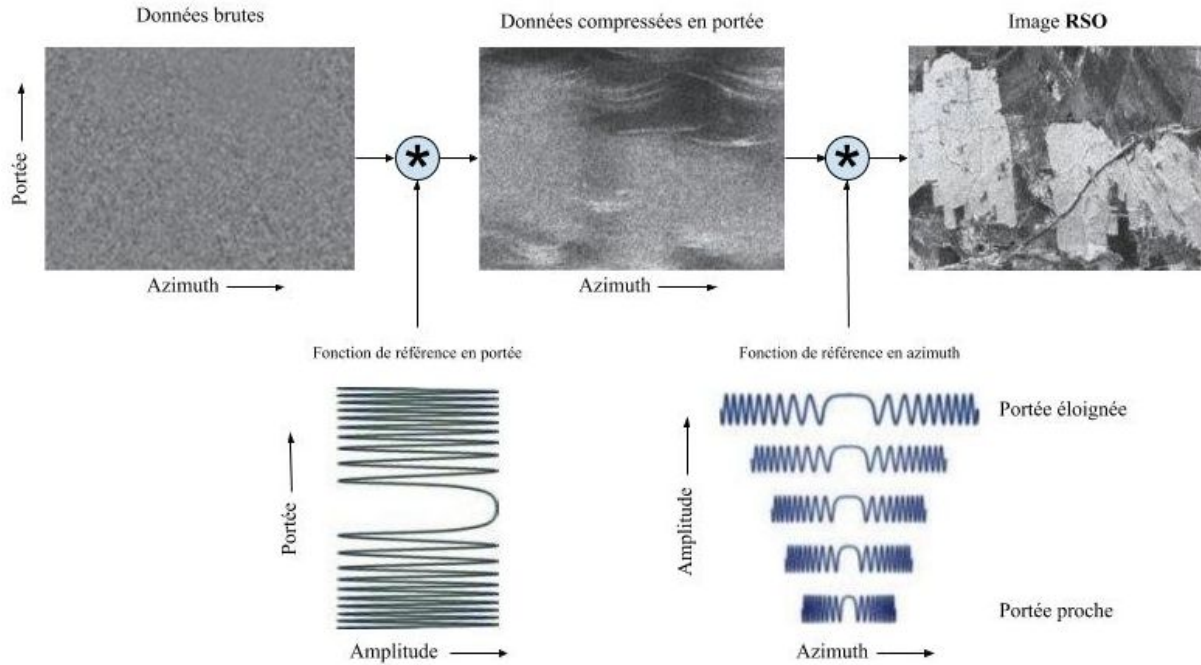 Données brutes
Données compressées en portée
Image RSO
Portée
*
*
Azimuth
Azimuth
Fonction de référence en portée
Fonction de référence en azimuth
Portée
Amplitude
Portée éloignée
Portée proche
Amplitude
Azimuth